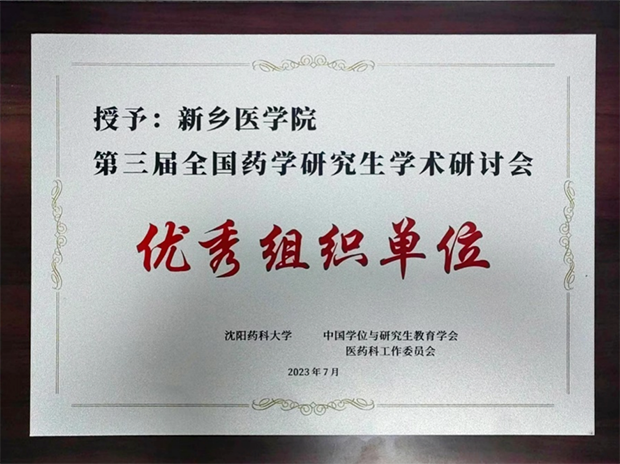 授予：新乡医学院
第三届全国药学研究生学术研讨会
优秀组织单位
沈阳药科大学 中国学位与研究生教育学会
医药科工作委员会
2023年7月